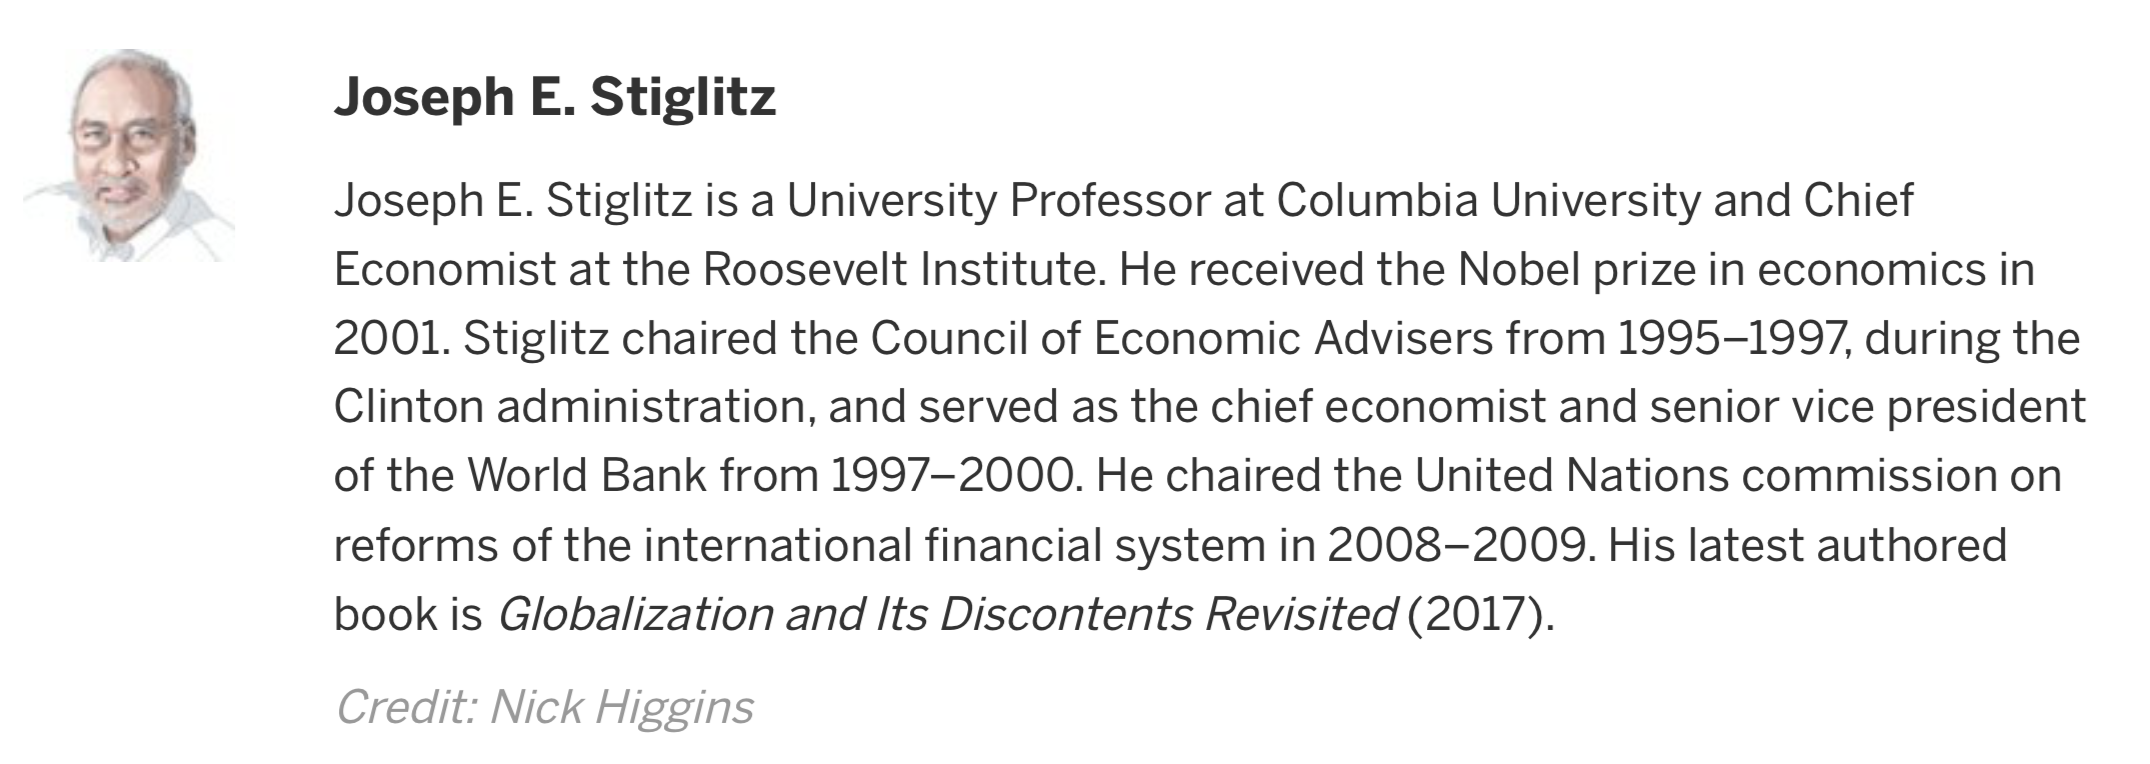 Joseph E. Stiglitz
Joseph E. Stiglitz is a University Professor at Columbia University and Chief
Economist at the Roosevelt Institute. He received the Nobel prize in economics in
2001. Stiglitz chaired the Council of Economic Advisers from 1995–1997, during the
Clinton administration, and served as the chief economist and senior vice president
of the World Bank from 1997–2000. He chaired the United Nations commission on
reforms of the international financial system in 2008–2009. His latest authored
book is Globalization and Its Discontents Revisited (2017).
Credit: Nick Higgins